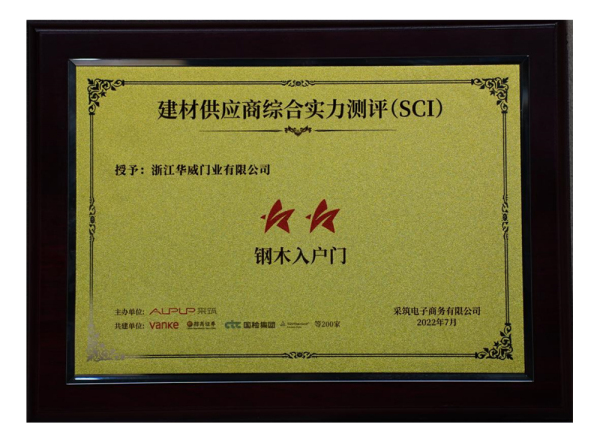 建材供应商综合实力测评(SCI)
授予：浙江华威门业有限公司
钢木入户门
主办单位: ALPUP 采筑
共建单位: vanke 国检集团 等200家
采筑电子商务有限公司
2022年7月